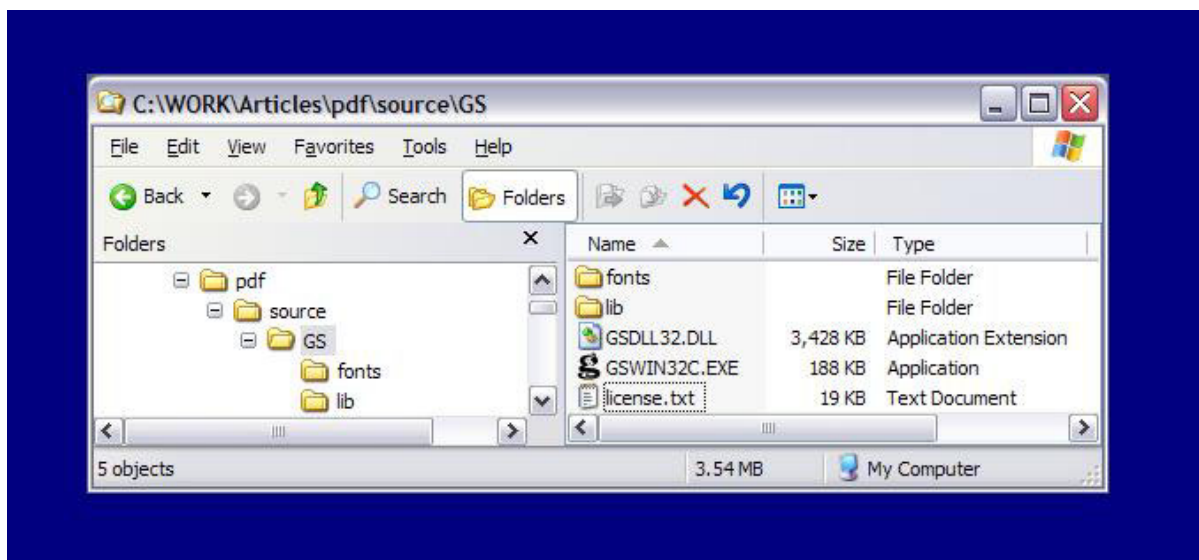 C:\WORK\Articles\pdf\source\GS
File Edit View Favorites Tools Help
Back Search Folders
Folders
Name Size Type
pdf
source
GS
fonts
lib
fonts File Folder
lib File Folder
GSDLL32.DLL 3,428 KB Application Extension
GSWIN32C.EXE 188 KB Application
license.txt 19 KB Text Document
5 objects 3.54 MB My Computer